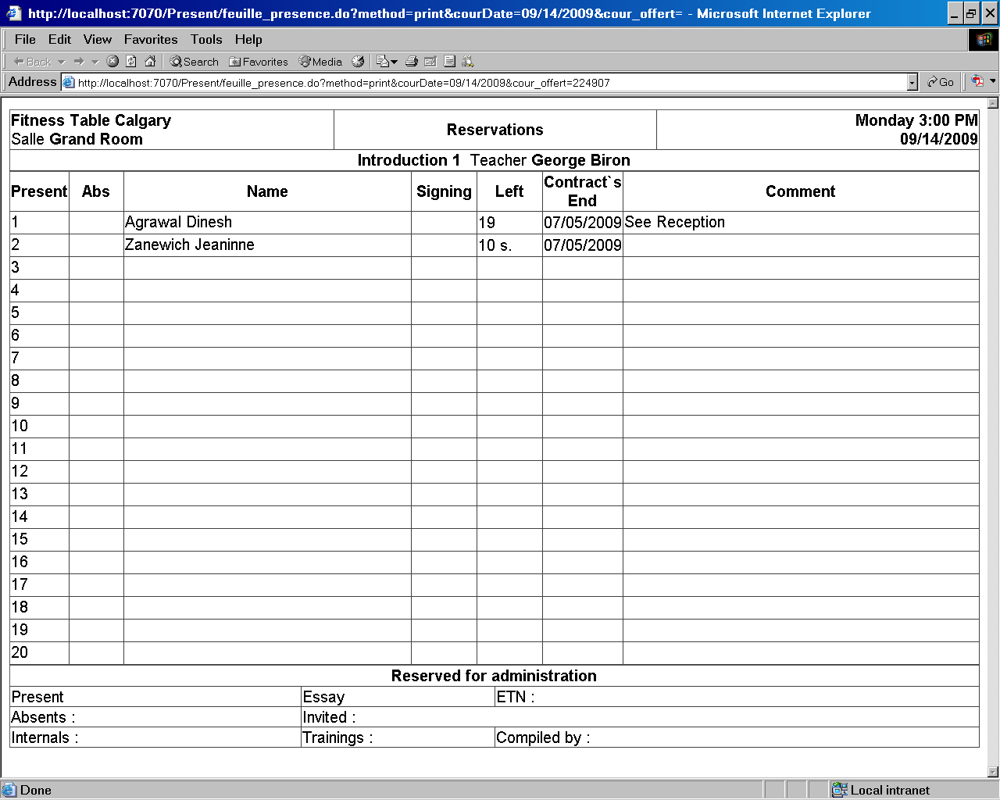 http://localhost:7070/Present/feuille_presence.do?method=print&courDate=09/14/2009&cour_offert= - Microsoft Internet Explorer
File Edit View Favorites Tools Help
Back Search Favorites Media
Address http://localhost:7070/Present/feuille_presence.do?method=print&courDate=09/14/2009&cour_offert=224907 Go
Fitness Table Calgary
Salle Grand Room
Reservations
Monday 3:00 PM
09/14/2009
Introduction 1 Teacher George Biron
Present Abs Name Signing Left Contract`s End Comment
1 Agrawal Dinesh 19 07/05/2009 See Reception
2 Zanewich Jeaninne 10 s. 07/05/2009
3
4
5
6
7
8
9
10
11
12
13
14
15
16
17
18
19
20
Reserved for administration
Present Essay ETN :
Absents : Invited :
Internals : Trainings : Compiled by :
Done Local intranet